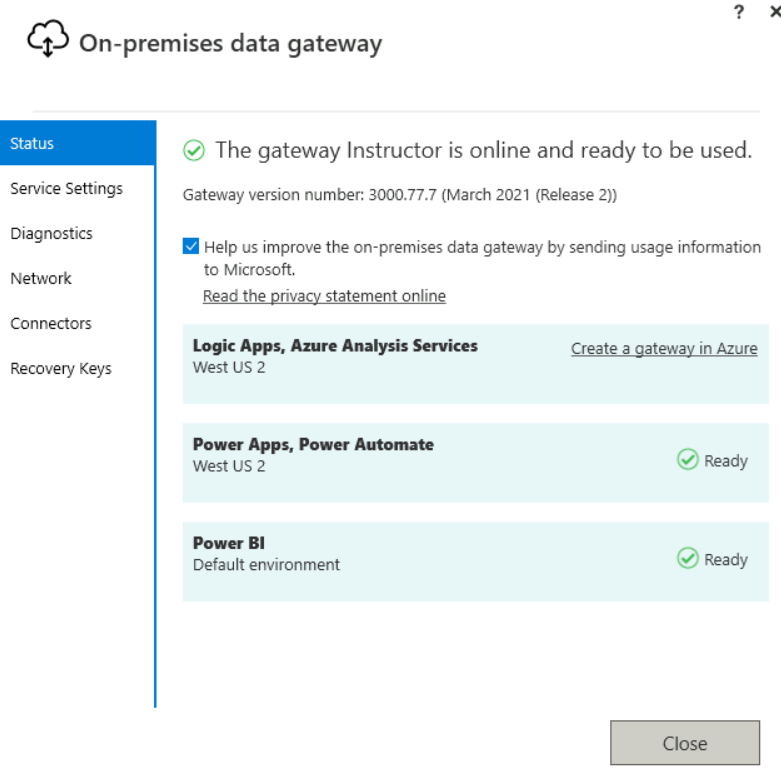 ?
On-premises data gateway
Status
Service Settings
Diagnostics
Network
Connectors
Recovery Keys
The gateway Instructor is online and ready to be used.
Gateway version number: 3000.77.7 (March 2021 (Release 2))
Help us improve the on-premises data gateway by sending usage information
to Microsoft.
Read the privacy statement online
Logic Apps, Azure Analysis Services
West US 2
Create a gateway in Azure
Power Apps, Power Automate
West US 2
Ready
Power BI
Default environment
Ready
Close